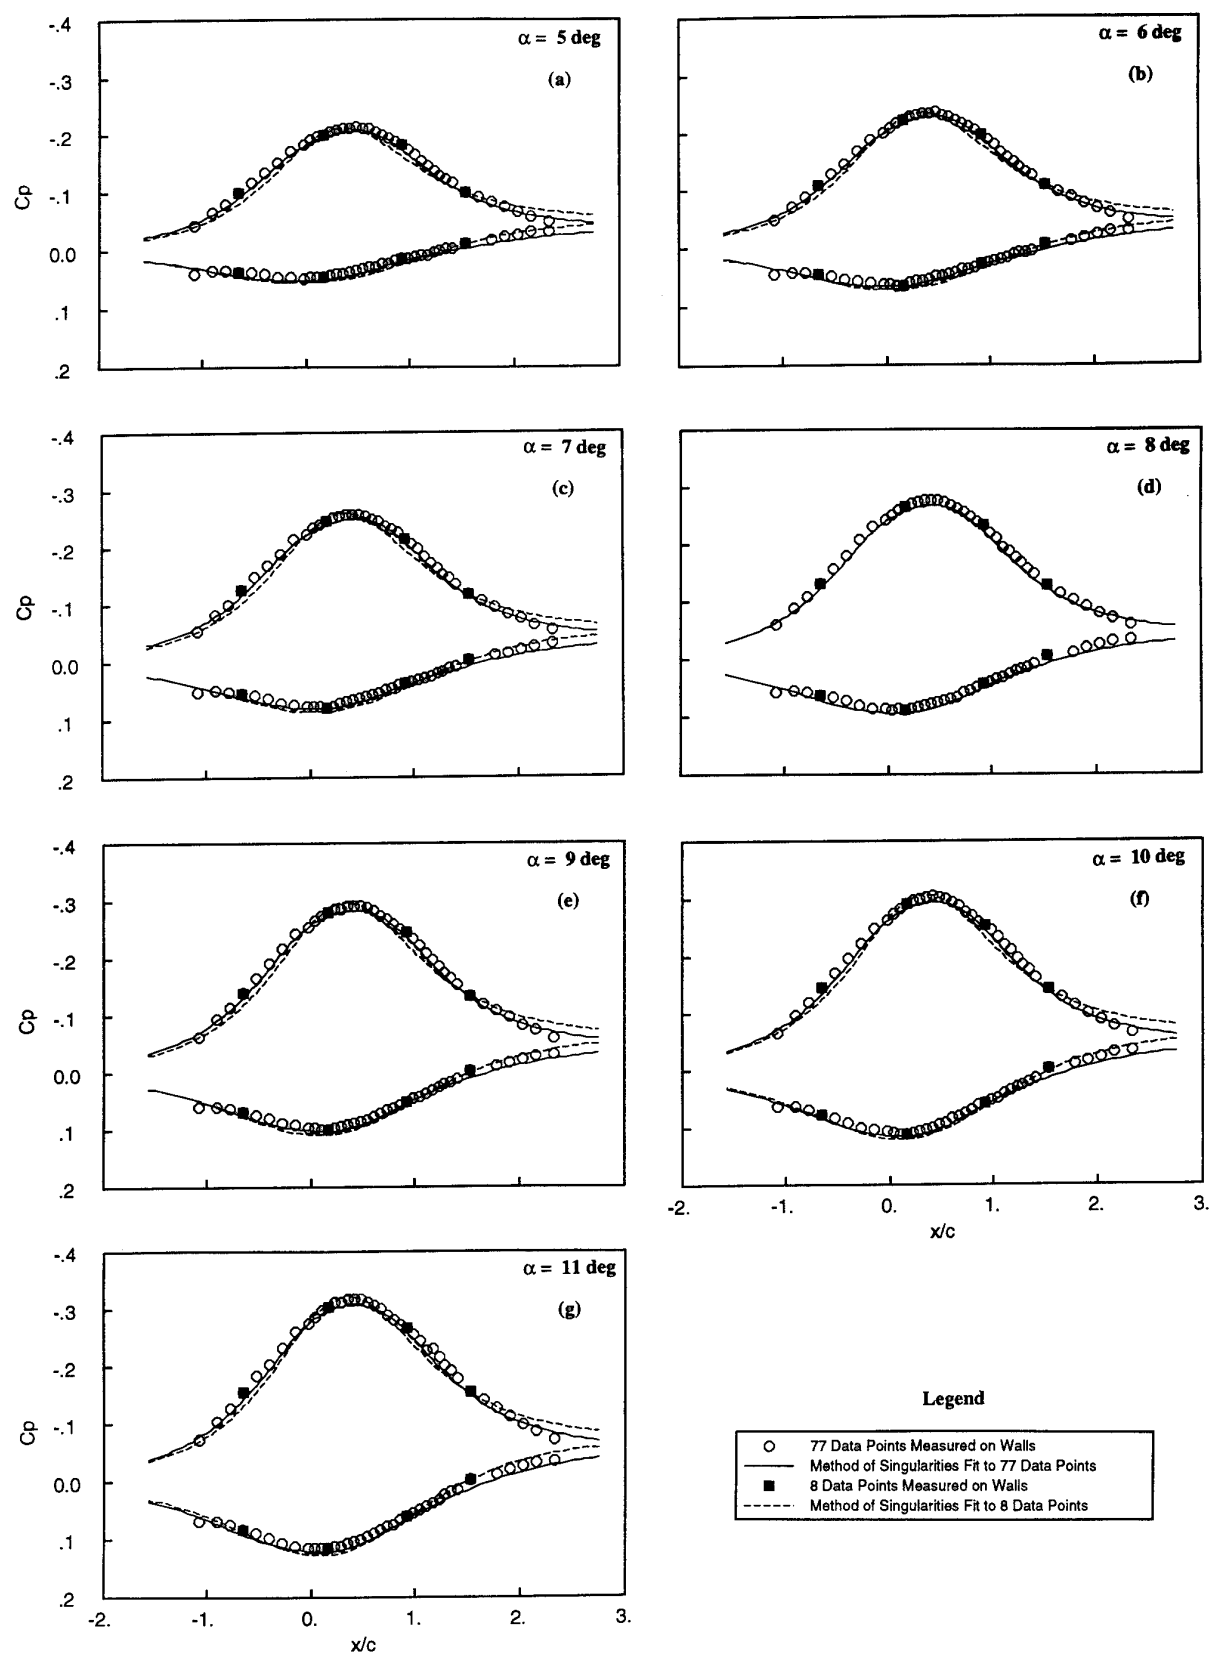 -.4
-.3
-.2
-.1
0.0
.1
.2
Cp
α = 5 deg
(a)
α = 6 deg
(b)
-.4
-.3
-.2
-.1
0.0
.1
.2
Cp
α = 7 deg
(c)
α = 8 deg
(d)
-.4
-.3
-.2
-.1
0.0
.1
.2
Cp
α = 9 deg
(e)
α = 10 deg
(f)
-2. -1. 0. 1. 2. 3.
x/c
-.4
-.3
-.2
-.1
0.0
.1
.2
Cp
α = 11 deg
(g)
-2. -1. 0. 1. 2. 3.
x/c
Legend
77 Data Points Measured on Walls
Method of Singularities Fit to 77 Data Points
8 Data Points Measured on Walls
Method of Singularities Fit to 8 Data Points